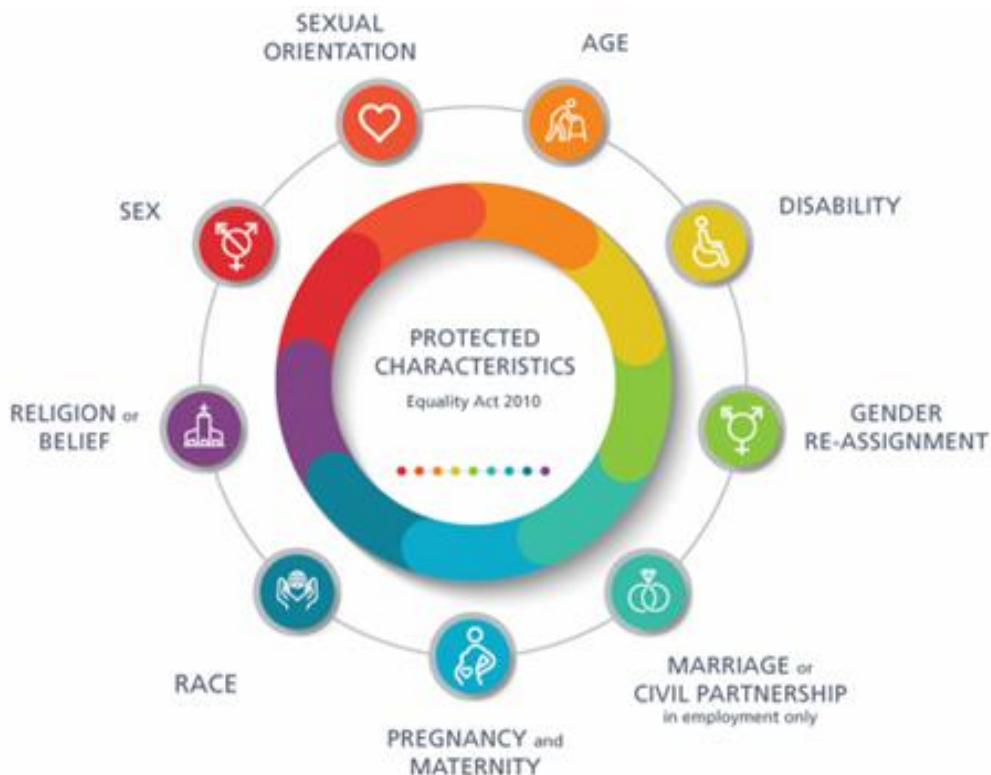 SEXUAL
ORIENTATION
AGE
SEX
DISABILITY
PROTECTED
CHARACTERISTICS
Equality Act 2010
RELIGION or
BELIEF
GENDER
RE-ASSIGNMENT
RACE
MARRIAGE or
CIVIL PARTNERSHIP
in employment only
PREGNANCY and
MATERNITY